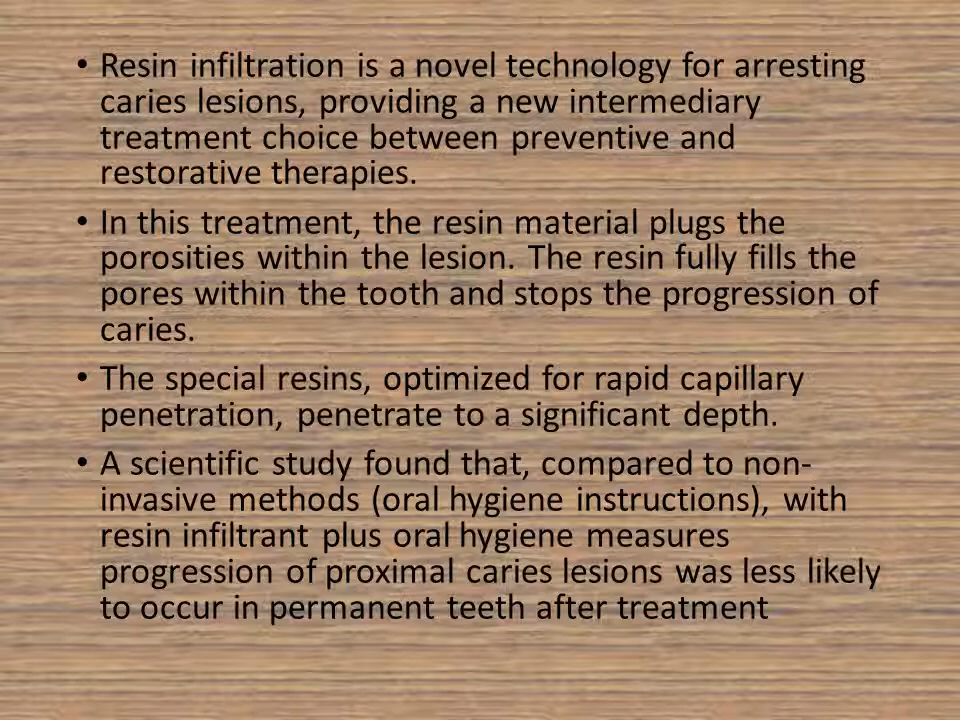 • Resin infiltration is a novel technology for arresting
caries lesions, providing a new intermediary
treatment choice between preventive and
restorative therapies.
• In this treatment, the resin material plugs the
porosities within the lesion. The resin fully fills the
pores within the tooth and stops the progression of
caries.
• The special resins, optimized for rapid capillary
penetration, penetrate to a significant depth.
• A scientific study found that, compared to non-
invasive methods (oral hygiene instructions), with
resin infiltrant plus oral hygiene measures
progression of proximal caries lesions was less likely
to occur in permanent teeth after treatment